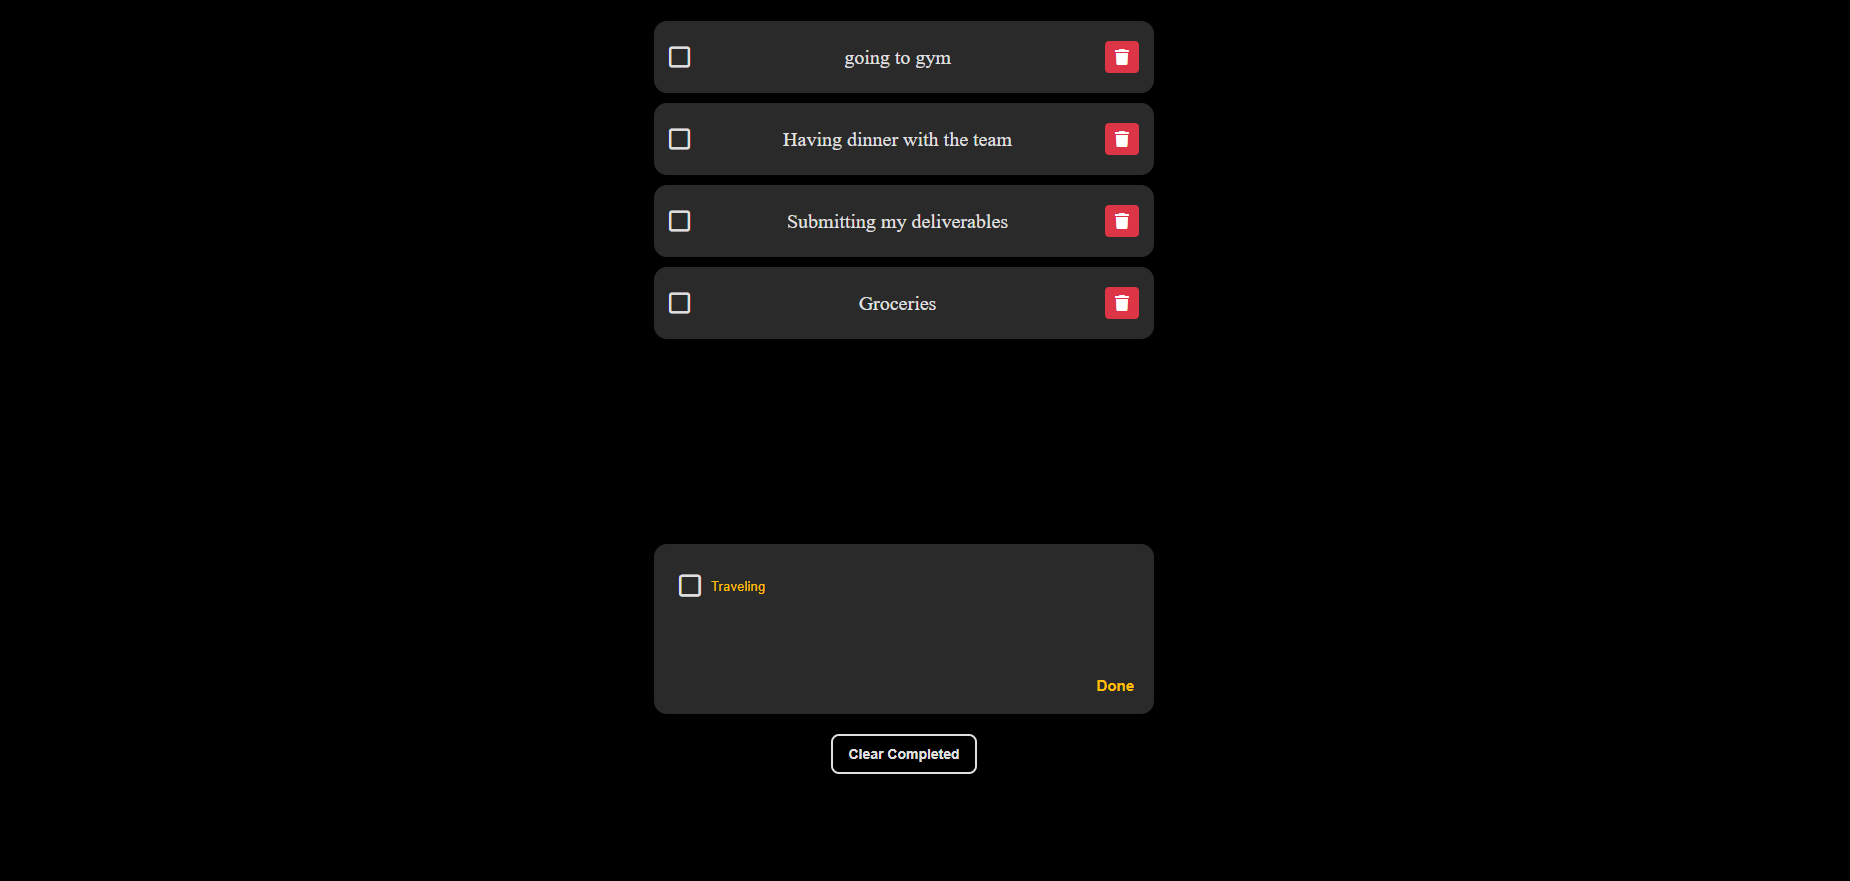 going to gym
Having dinner with the team
Submitting my deliverables
Groceries
Traveling
Done
Clear Completed